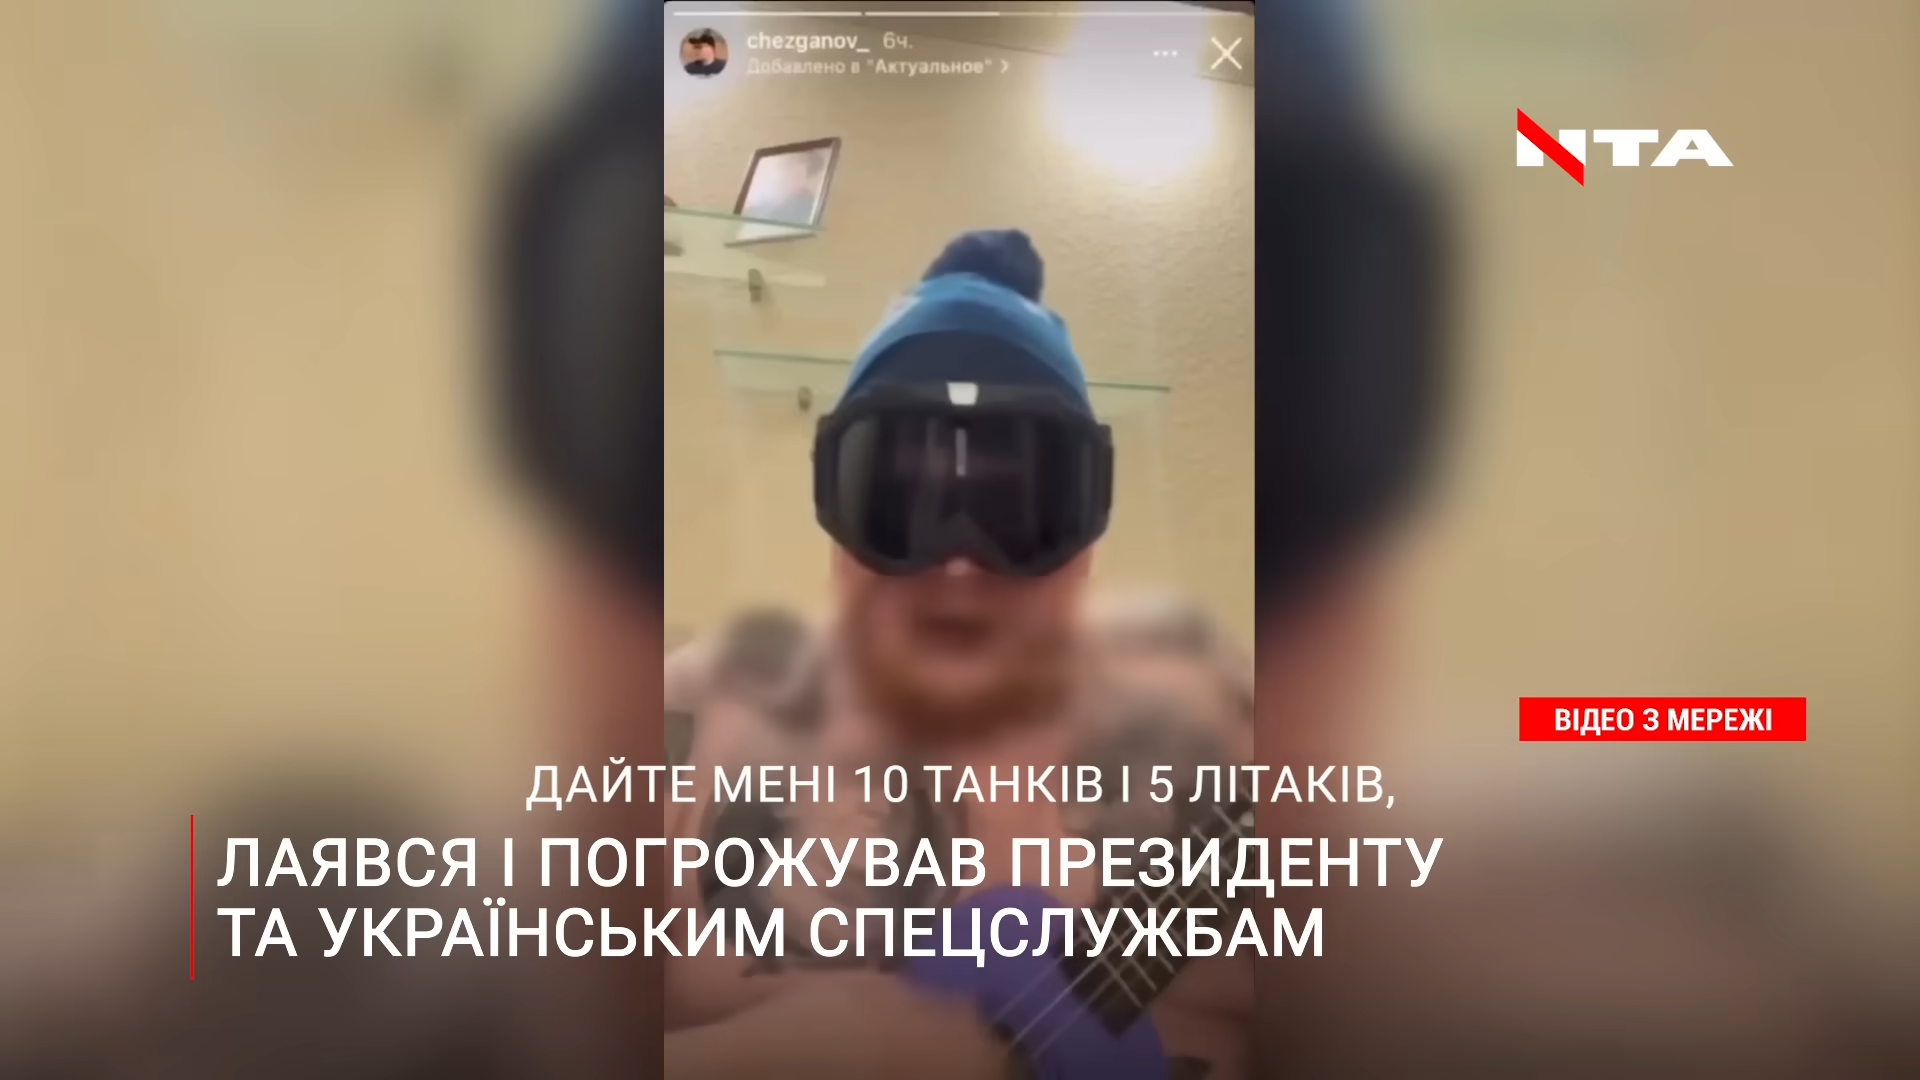 chezganov_ 6ч.
Добавлено в "Актуальное" >
NTA
ВІДЕО З МЕРЕЖІ
ДАЙТЕ МЕНІ 10 ТАНКІВ І 5 ЛІТАКІВ,
ЛАЯВСЯ І ПОГРОЖУВАВ ПРЕЗИДЕНТУ
ТА УКРАЇНСЬКИМ СПЕЦСЛУЖБАМ